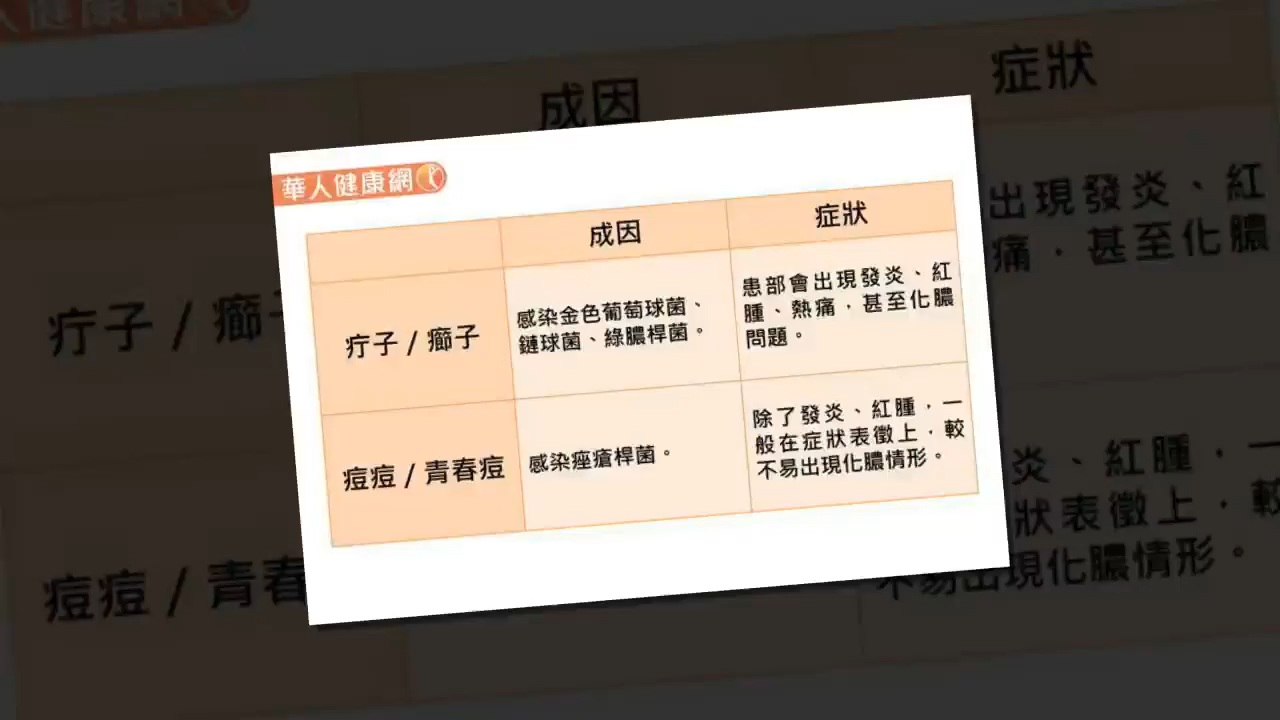 華人健康網
成因
症狀
疔子 / 癤子
感染金色葡萄球菌、
鏈球菌、綠膿桿菌。
患部會出現發炎、紅
腫、熱痛，甚至化膿
問題。
痘痘 / 青春痘
感染痤瘡桿菌。
除了發炎、紅腫，一
般在症狀表徵上，較
不易出現化膿情形。